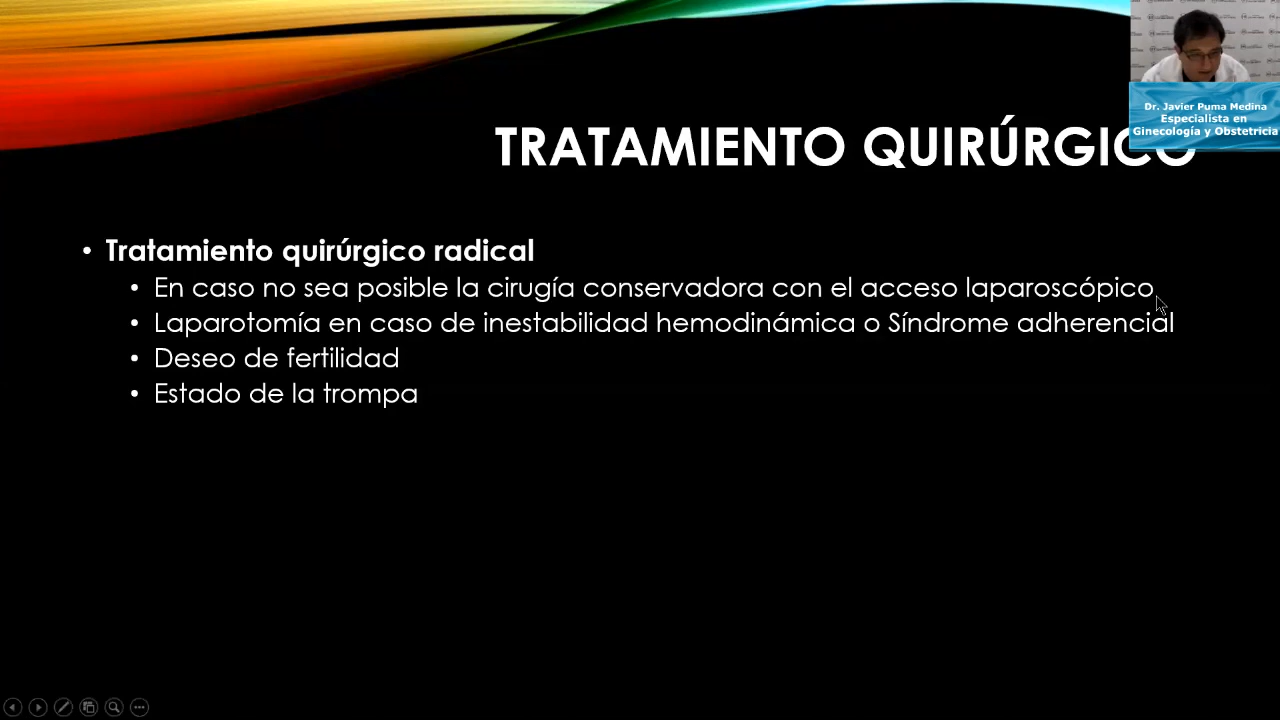 Dr. Javier Puma Medina
Especialista en
Ginecología y Obstetricia
TRATAMIENTO QUIRÚRGICO
• Tratamiento quirúrgico radical
• En caso no sea posible la cirugía conservadora con el acceso laparoscópico
• Laparotomía en caso de inestabilidad hemodinámica o Síndrome adherencial
• Deseo de fertilidad
• Estado de la trompa